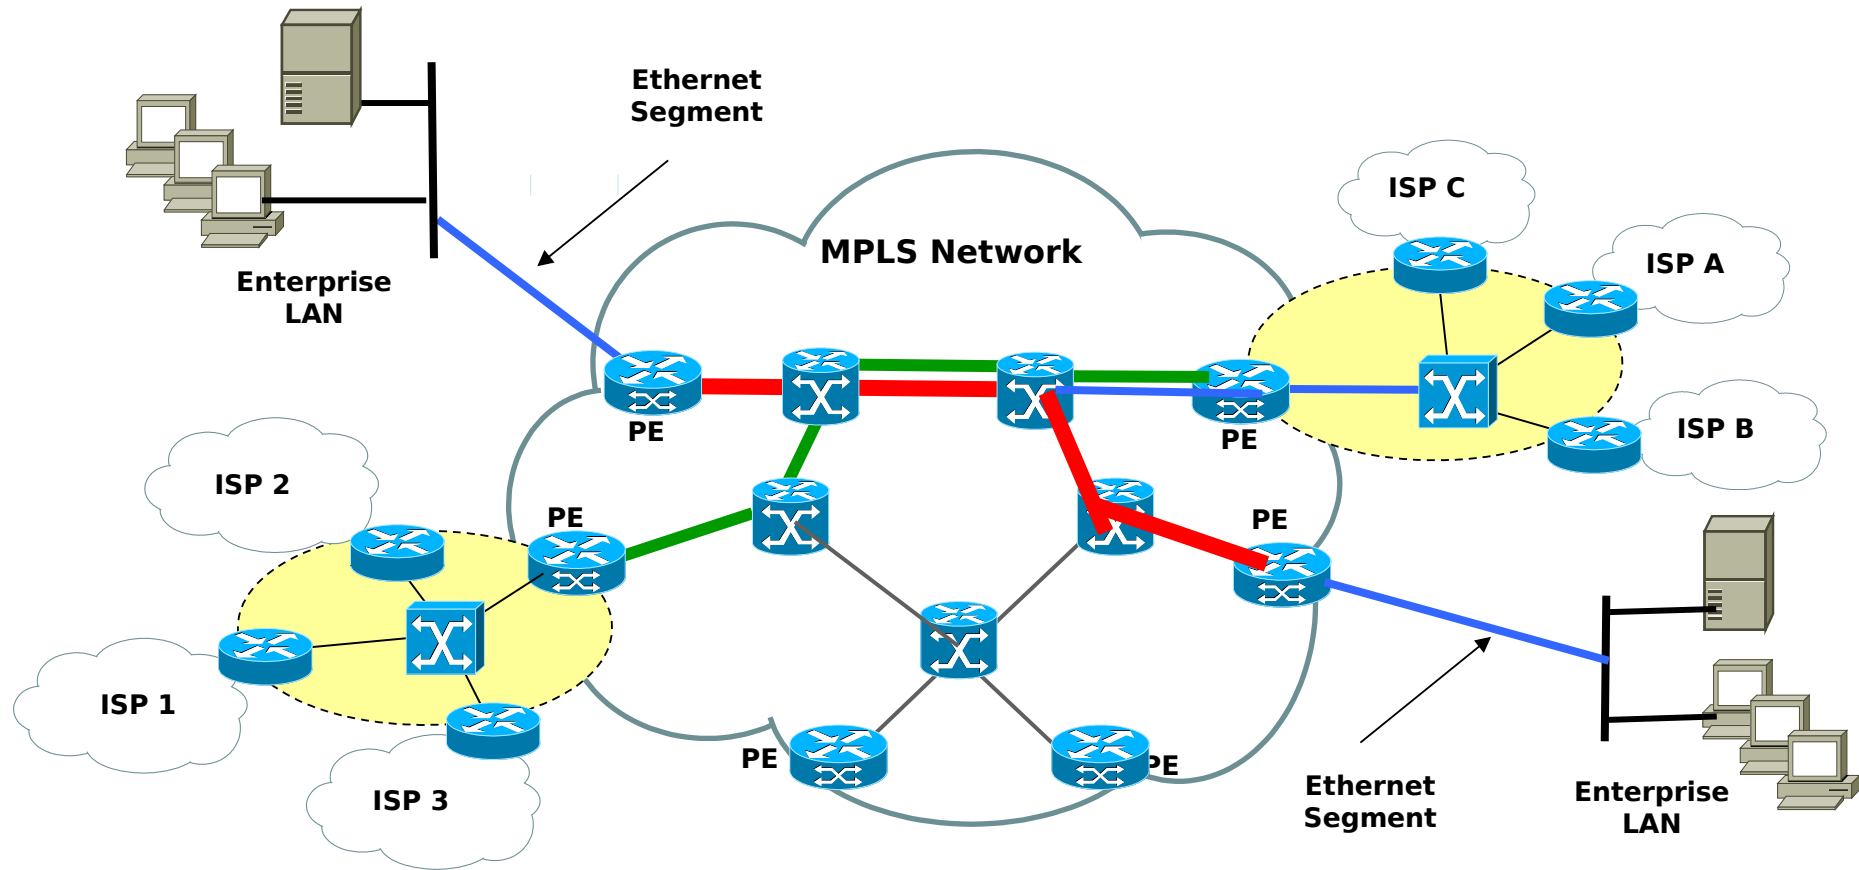 Ethernet
Segment
ISP C
MPLS Network
ISP A
Enterprise
LAN
PE
PE
ISP B
ISP 2
PE
PE
ISP 1
PE
PE
ISP 3
Ethernet
Segment
Enterprise
LAN